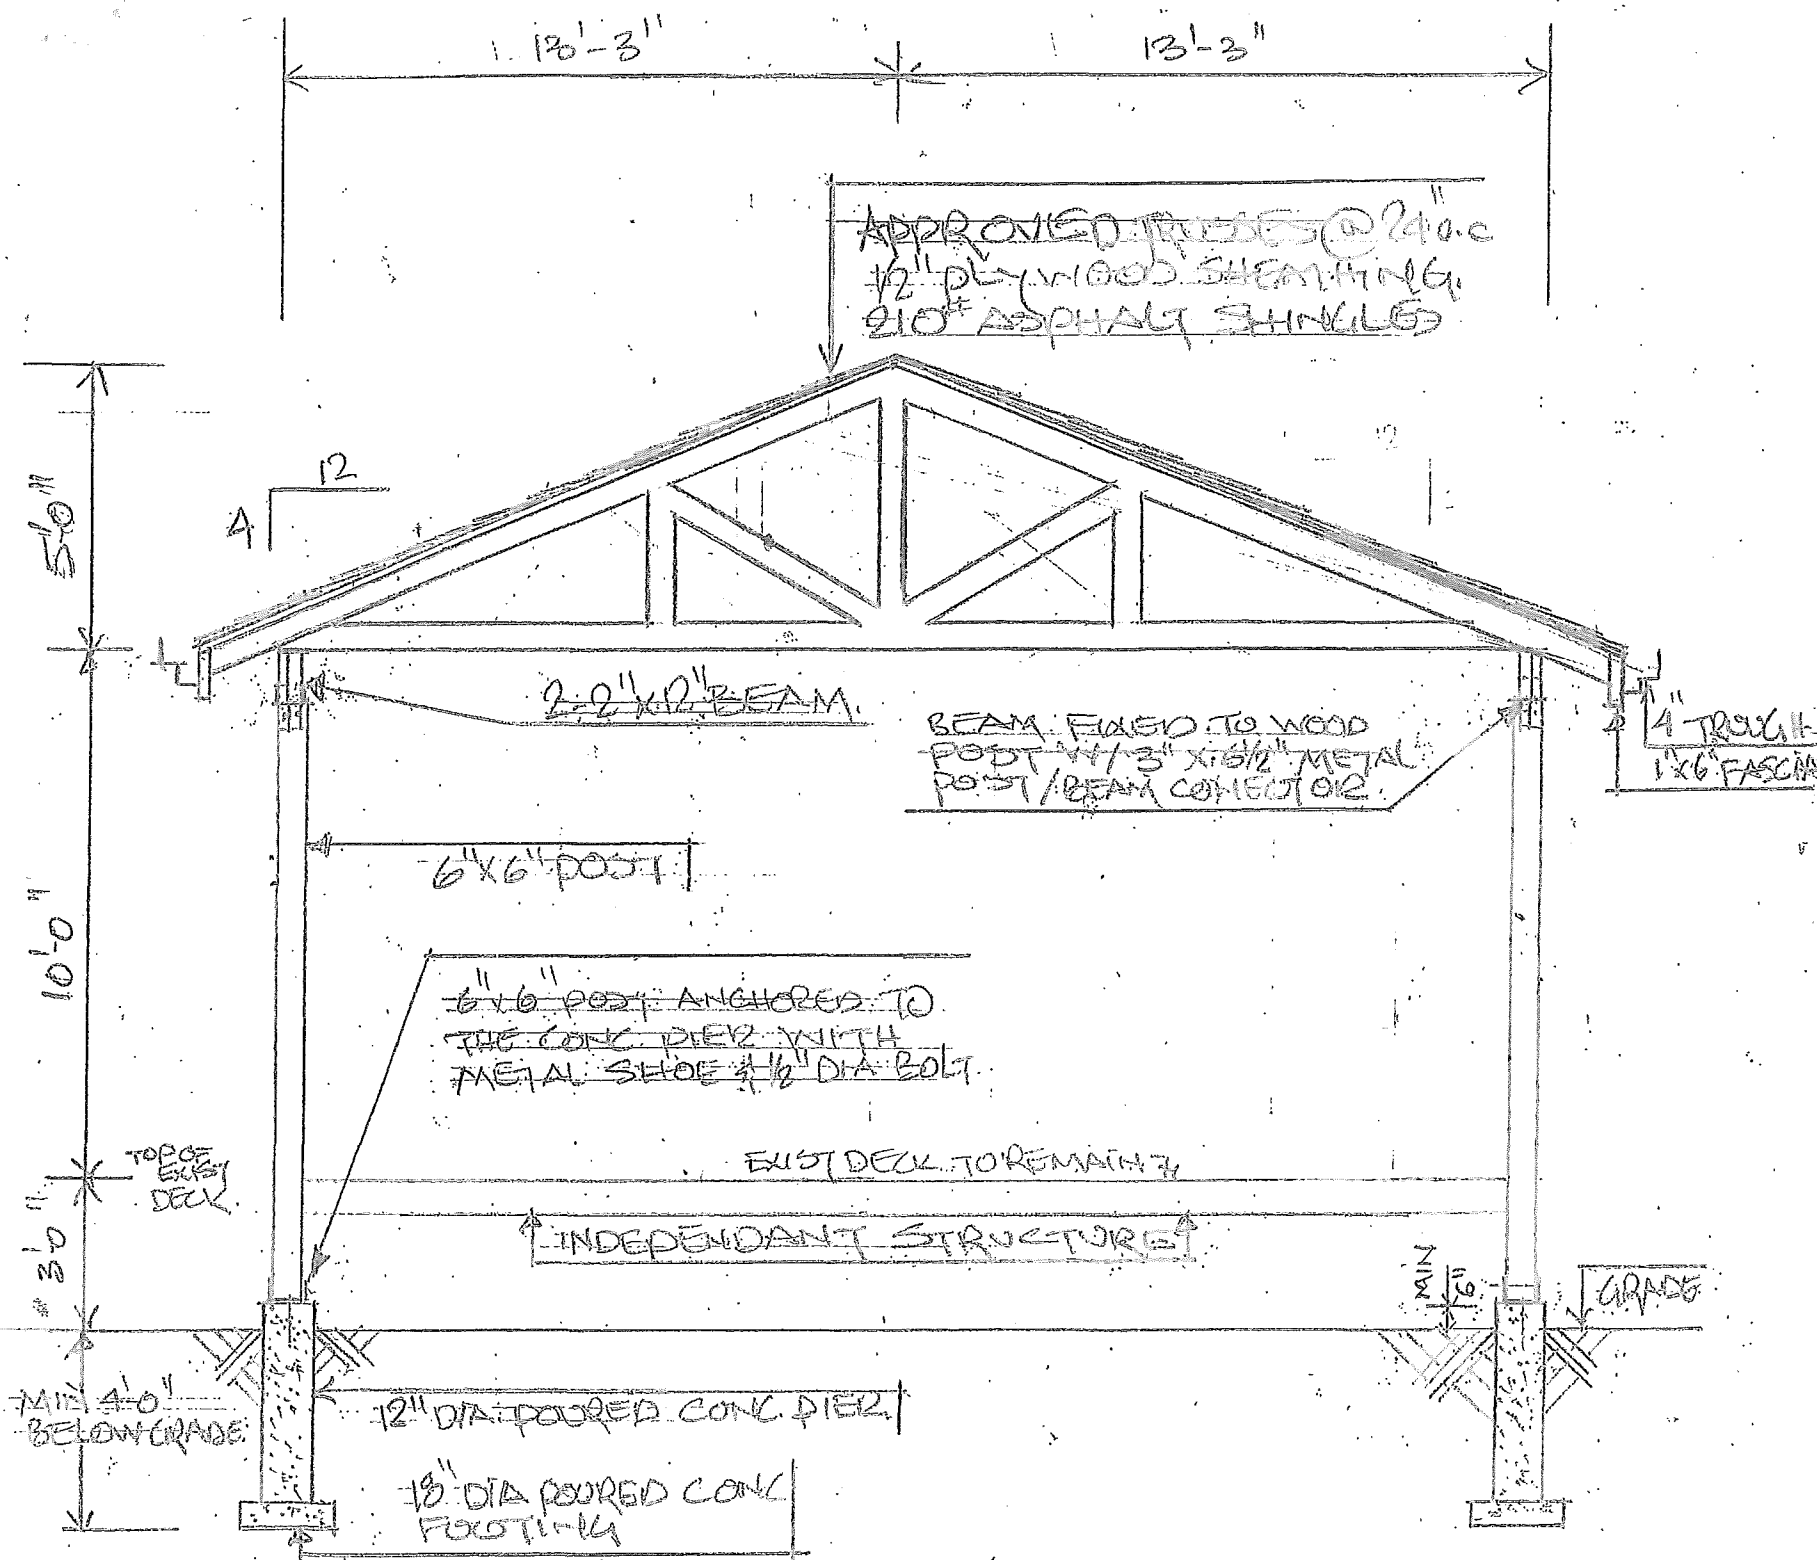 13'-3"
13'-3"
APPROVED TRUSSES @ 24" o.c
1/2" PLYWOOD SHEATHING.
210# ASPHALT SHINGLES
12
4
12
5'-0"
2-2"X12" BEAM.
BEAM FIXED TO WOOD
POST W/ 3" X 6 1/2" METAL
POST/BEAM CONECTOR.
4" TROUGH
1"X6" FASCIA
6"X6" POST
10'-0"
6"X6" POST ANCHORED TO
THE CONC PIER WITH
METAL SHOE & 1/2" DIA BOLT
TOP OF
EXIST
DECK.
EXIST DECK TO REMAIN
INDEPENDANT STRUCTURE
3'-0"
MIN
6"
GRADE
MIN 4'-0"
BELOW GRADE
12" DIA POURED CONC. PIER
18" DIA POURED CONC
FOOTING